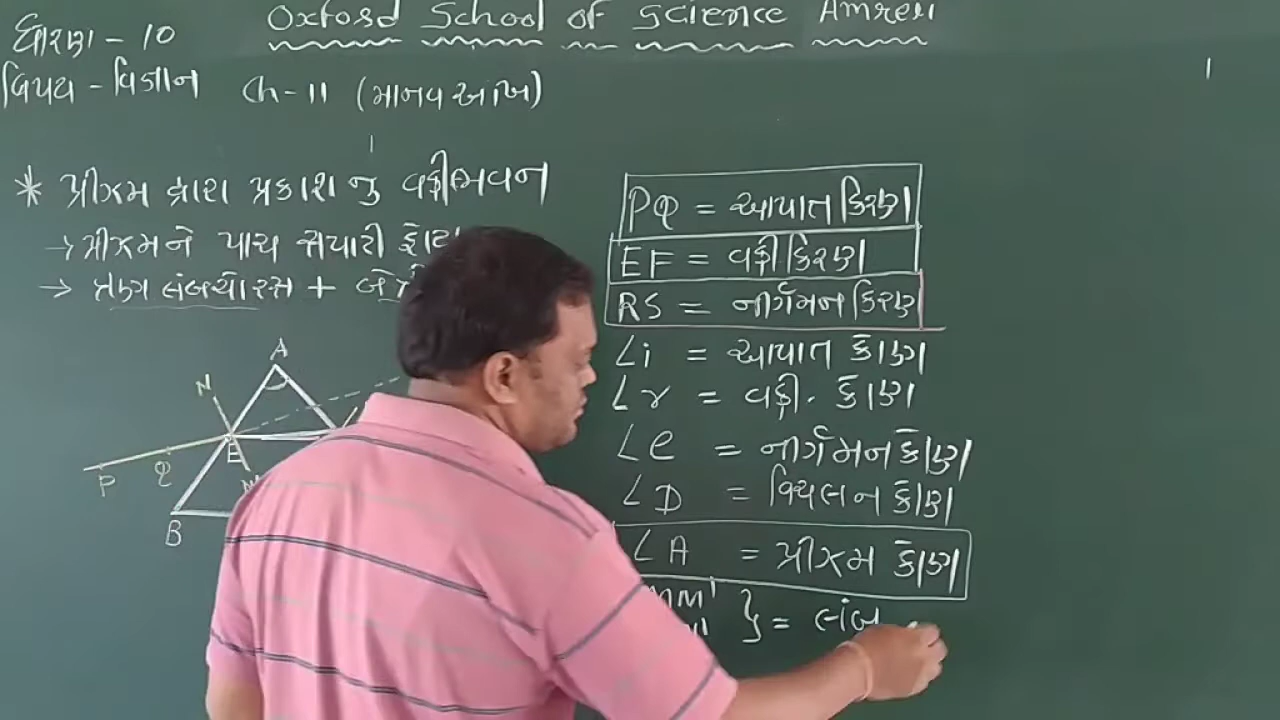 Oxford School of Science Amreli
ધોરણ - 10
વિષય - વિજ્ઞાન
Ch - 11 (માનવ આંખ)
* પ્રીઝમ દ્વારા પ્રકાશ નુ વક્રીભવન
→ પ્રીઝમને પાચ સપાટી
→ ત્રણ લંબચોરસ +
PQ = આપાત કિરણ
EF = વક્રીકિરણ
RS = નીર્ગમન કિરણ
∠i = આપાત કોણ
∠r = વક્રી. કોણ
∠e = નીર્ગમન કોણ
∠D = વિચલન કોણ
∠A = પ્રીઝમ કોણ
MM' } = લંબ
A
N
E
P
Q
B